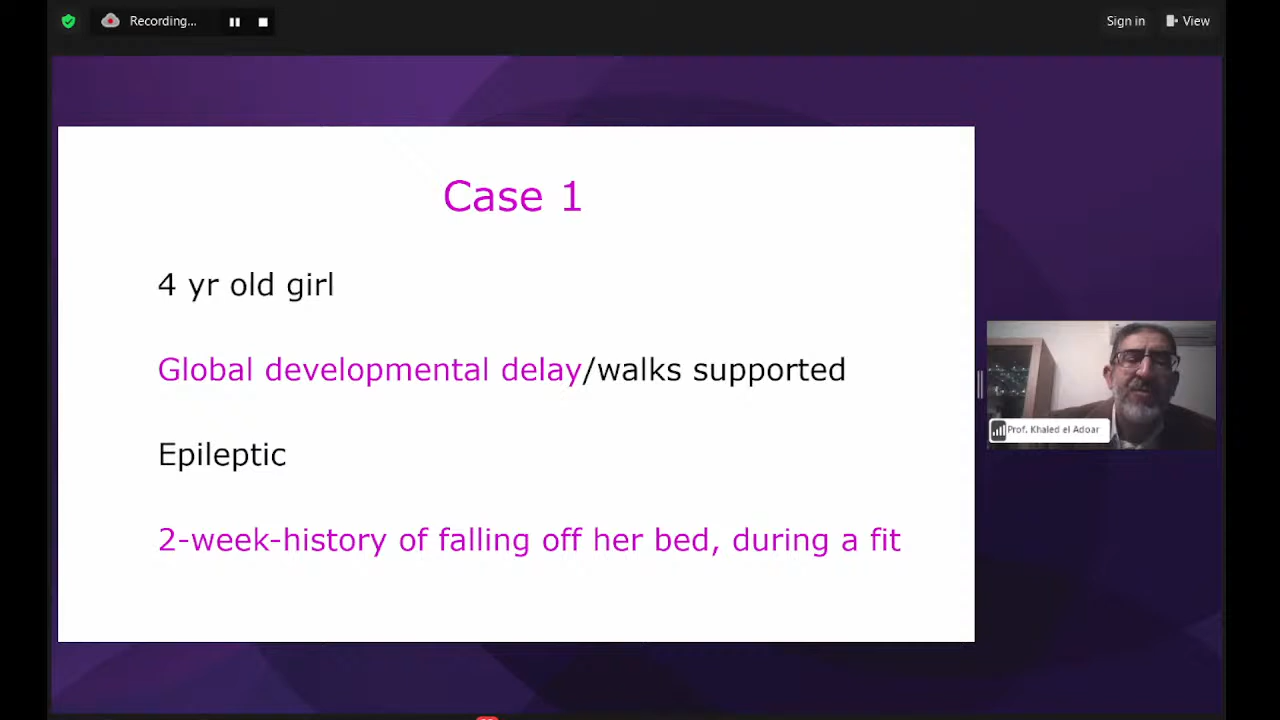 Recording...
Sign in
View
Case 1
4 yr old girl
Global developmental delay/walks supported
Epileptic
2-week-history of falling off her bed, during a fit
Prof. Khaled el Adoar